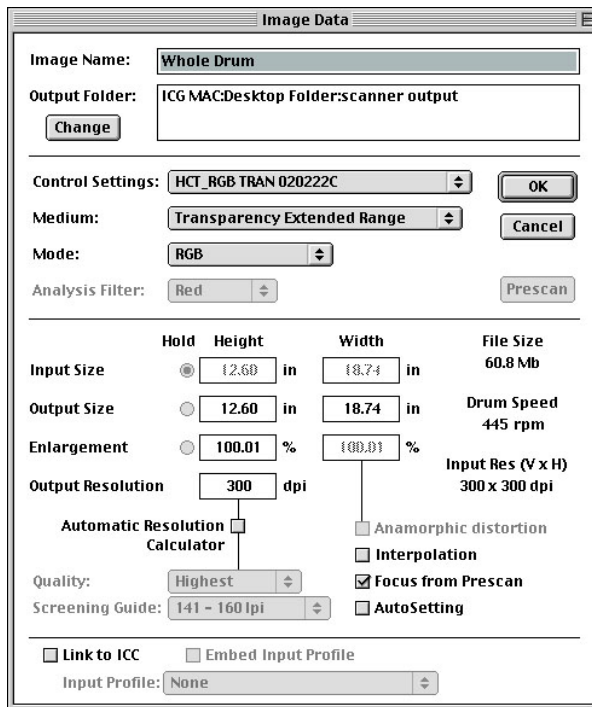 Image Data
Image Name: Whole Drum
Output Folder: ICG MAC:Desktop Folder:scanner output
Change
Control Settings: HCT_RGB TRAN 020222C
OK
Medium: Transparency Extended Range
Cancel
Mode: RGB
Analysis Filter: Red
Prescan
Hold Height Width File Size
Input Size 12.60 in 18.74 in 60.8 Mb
Output Size 12.60 in 18.74 in Drum Speed
445 rpm
Enlargement 100.01 % 100.01 %
Input Res (V x H)
Output Resolution 300 dpi 300 x 300 dpi
Automatic Resolution Calculator
Anamorphic distortion
Interpolation
Quality: Highest
Focus from Prescan
Screening Guide: 141 - 160 lpi
AutoSetting
Link to ICC Embed Input Profile
Input Profile: None